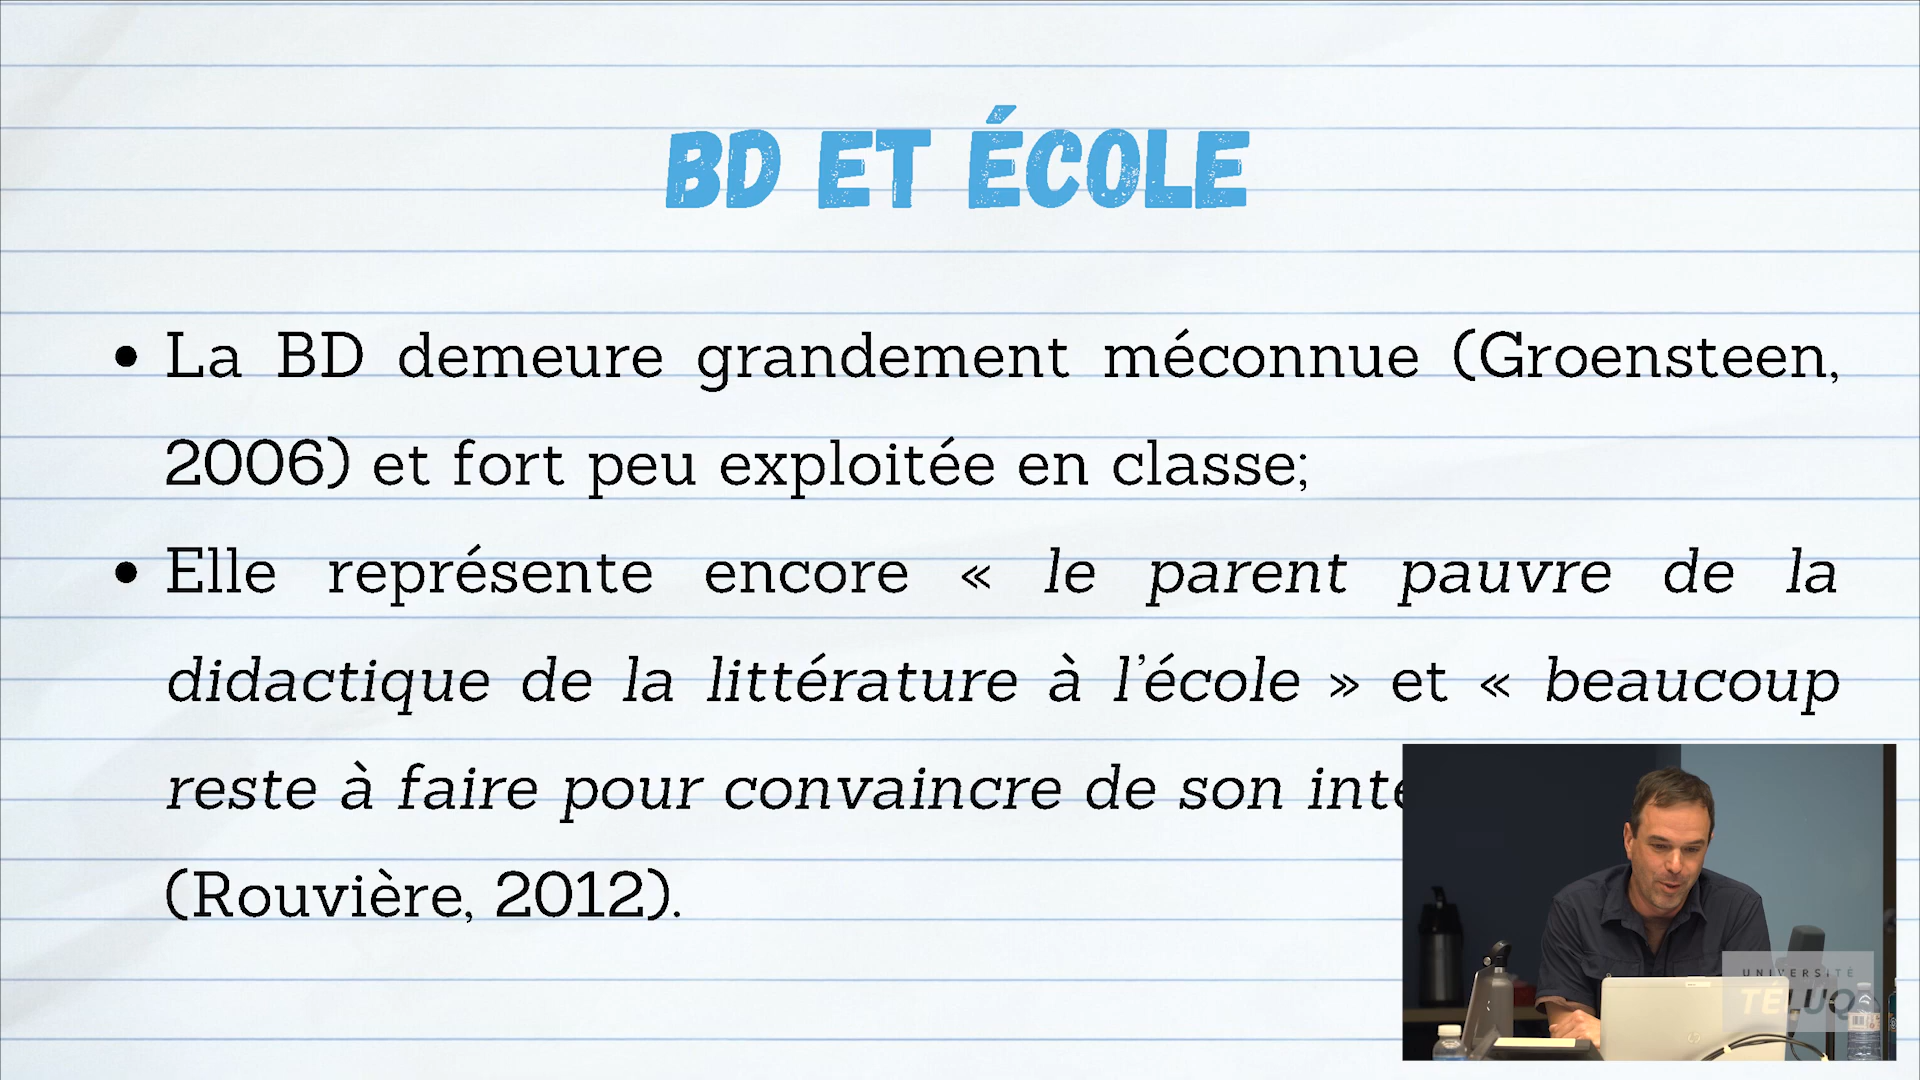 BD ET ÉCOLE
• La BD demeure grandement méconnue (Groensteen,
2006) et fort peu exploitée en classe;
• Elle représente encore « le parent pauvre de la
didactique de la littérature à l’école » et « beaucoup
reste à faire pour convaincre de son
(Rouvière, 2012).
UNIVERSITÉ
TÉLUQ